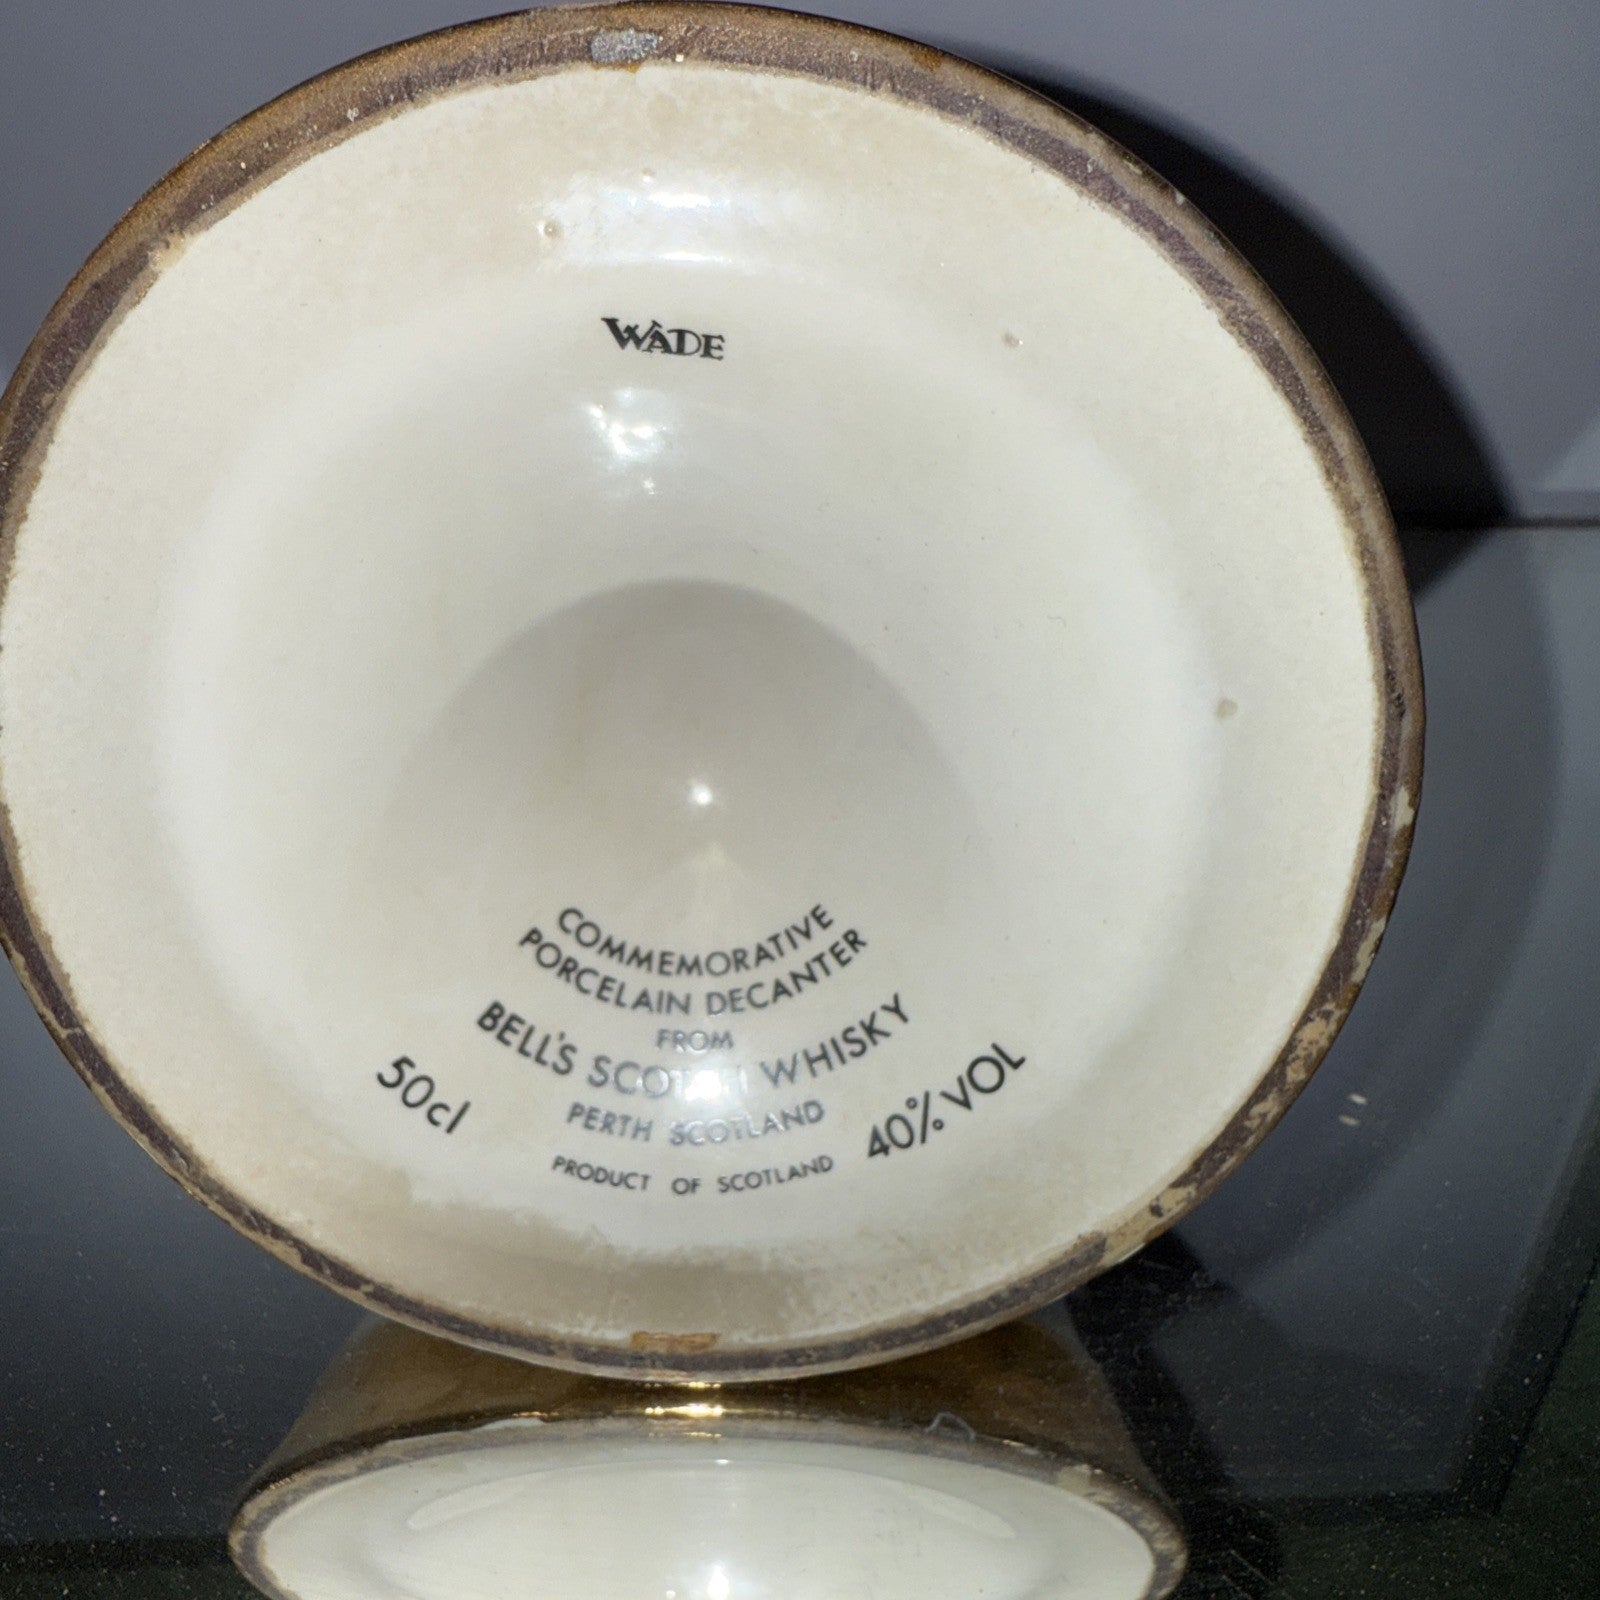 WADE
COMMEMORATIVE
PORCELAIN DECANTER
FROM
BELL'S SCOTCH WHISKY
PERTH SCOTLAND
50cl
40% VOL
PRODUCT OF SCOTLAND